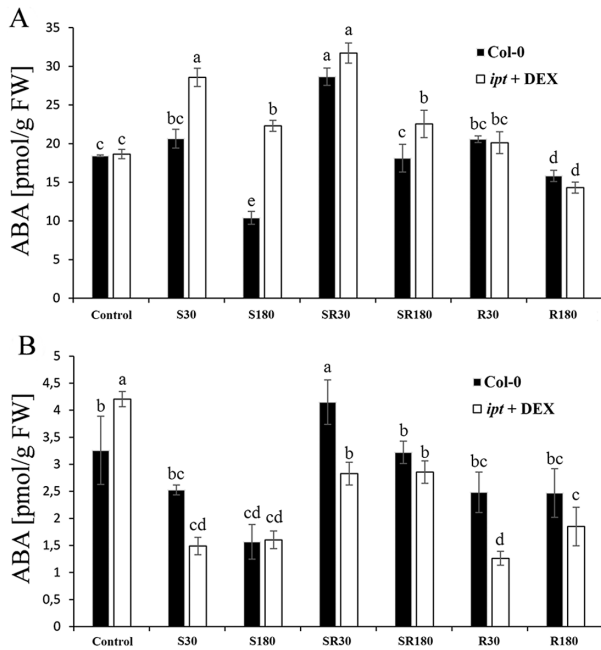 A
ABA [pmol/g FW]
35
30
25
20
15
10
5
0
Col-0
ipt + DEX
c c bc a e b a a c b bc bc d d
Control S30 S180 SR30 SR180 R30 R180
B
ABA [pmol/g FW]
5
4,5
4
3,5
3
2,5
2
1,5
1
0,5
0
Col-0
ipt + DEX
b a bc cd cd cd a b b b bc d bc c
Control S30 S180 SR30 SR180 R30 R180